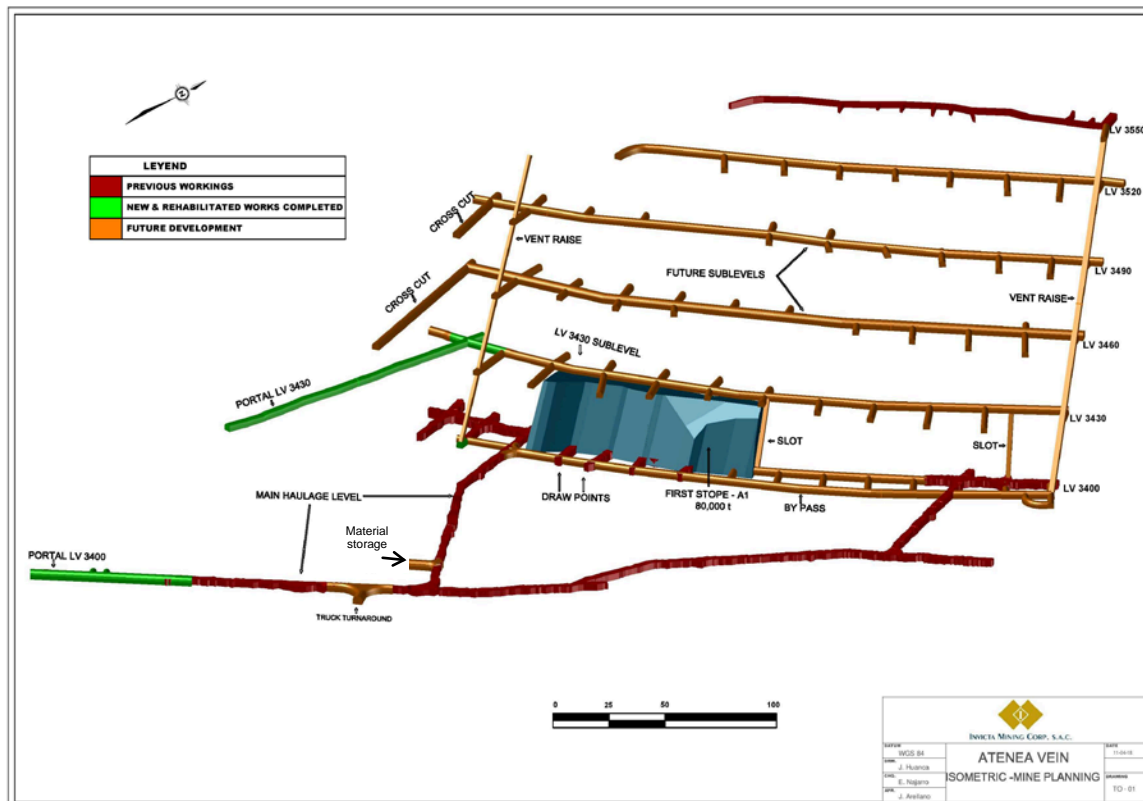 N
LEYEND
PREVIOUS WORKINGS
NEW & REHABILITATED WORKS COMPLETED
FUTURE DEVELOPMENT
LV 3550
LV 3520
CROSS CUT
VENT RAISE
FUTURE SUBLEVELS
LV 3490
VENT RAISE
CROSS CUT
LV 3460
LV 3430 SUBLEVEL
PORTAL LV 3430
LV 3430
SLOT
SLOT
MAIN HAULAGE LEVEL
DRAW POINTS
FIRST STOPE - A1
80,000 t
BY PASS
LV 3400
Material
storage
PORTAL LV 3400
TRUCK TURNAROUND
0 25 50 100
INVICTA MINING CORP. S.A.C.
DATUM
WGS 84
J. Huanca
E. Najarro
J. Arellano
ATENEA VEIN
ISOMETRIC -MINE PLANNING
DATE
DRAWING
TO - 01